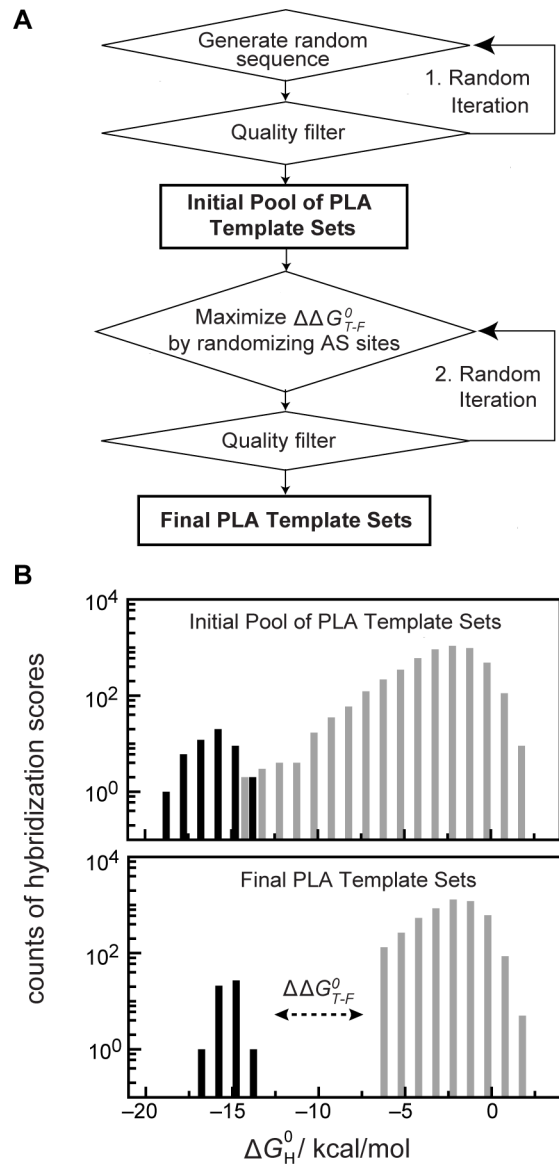 A
Generate random
sequence
1. Random
Iteration
Quality filter
Initial Pool of PLA
Template Sets
Maximize ΔΔG⁰T-F
by randomizing AS sites
2. Random
Iteration
Quality filter
Final PLA Template Sets
B
counts of hybridization scores
10⁴
10²
10⁰
Initial Pool of PLA Template Sets
10⁴
10²
10⁰
Final PLA Template Sets
ΔΔG⁰T-F
−20 −15 −10 −5 0
ΔG⁰H/ kcal/mol